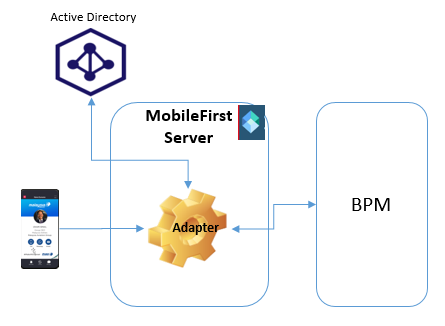 Active Directory
MobileFirst
Server
Adapter
BPM